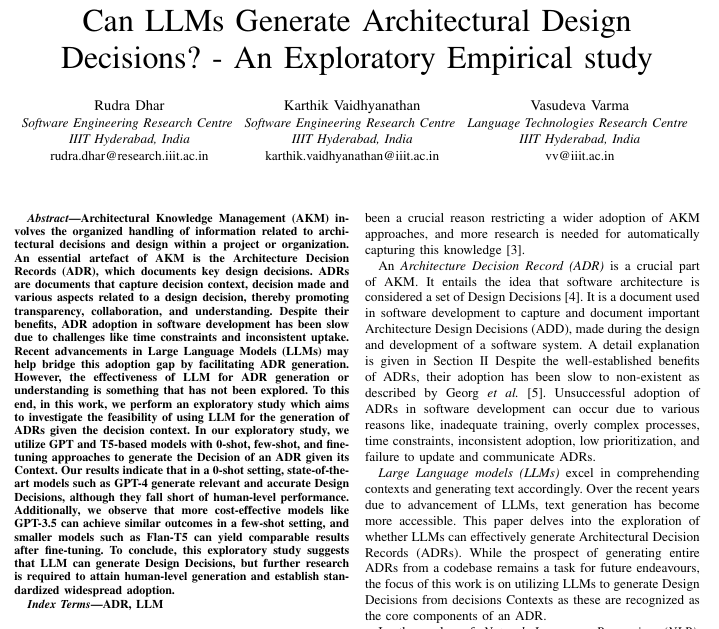 Can LLMs Generate Architectural Design
Decisions? - An Exploratory Empirical study
Rudra Dhar
Software Engineering Research Centre
IIIT Hyderabad, India
rudra.dhar@research.iiit.ac.in
Karthik Vaidhyanathan
Software Engineering Research Centre
IIIT Hyderabad, India
karthik.vaidhyanathan@iiit.ac.in
Vasudeva Varma
Language Technologies Research Centre
IIIT Hyderabad, India
vv@iiit.ac.in
Abstract—Architectural Knowledge Management (AKM) in-
volves the organized handling of information related to archi-
tectural decisions and design within a project or organization.
An essential artefact of AKM is the Architecture Decision
Records (ADR), which documents key design decisions. ADRs
are documents that capture decision context, decision made and
various aspects related to a design decision, thereby promoting
transparency, collaboration, and understanding. Despite their
benefits, ADR adoption in software development has been slow
due to challenges like time constraints and inconsistent uptake.
Recent advancements in Large Language Models (LLMs) may
help bridge this adoption gap by facilitating ADR generation.
However, the effectiveness of LLM for ADR generation or
understanding is something that has not been explored. To this
end, in this work, we perform an exploratory study which aims
to investigate the feasibility of using LLM for the generation of
ADRs given the decision context. In our exploratory study, we
utilize GPT and T5-based models with 0-shot, few-shot, and fine-
tuning approaches to generate the Decision of an ADR given its
Context. Our results indicate that in a 0-shot setting, state-of-the-
art models such as GPT-4 generate relevant and accurate Design
Decisions, although they fall short of human-level performance.
Additionally, we observe that more cost-effective models like
GPT-3.5 can achieve similar outcomes in a few-shot setting, and
smaller models such as Flan-T5 can yield comparable results
after fine-tuning. To conclude, this exploratory study suggests
that LLM can generate Design Decisions, but further research
is required to attain human-level generation and establish stan-
dardized widespread adoption.
Index Terms—ADR, LLM
been a crucial reason restricting a wider adoption of AKM
approaches, and more research is needed for automatically
capturing this knowledge [3].
An Architecture Decision Record (ADR) is a crucial part
of AKM. It entails the idea that software architecture is
considered a set of Design Decisions [4]. It is a document used
in software development to capture and document important
Architecture Design Decisions (ADD), made during the design
and development of a software system. A detail explanation
is given in Section II Despite the well-established benefits
of ADRs, their adoption has been slow to non-existent as
described by Georg et al. [5]. Unsuccessful adoption of
ADRs in software development can occur due to various
reasons like, inadequate training, overly complex processes,
time constraints, inconsistent adoption, low prioritization, and
failure to update and communicate ADRs.
Large Language models (LLMs) excel in comprehending
contexts and generating text accordingly. Over the recent years
due to advancement of LLMs, text generation has become
more accessible. This paper delves into the exploration of
whether LLMs can effectively generate Architectural Decision
Records (ADRs). While the prospect of generating entire
ADRs from a codebase remains a task for future endeavours,
the focus of this work is on utilizing LLMs to generate Design
Decisions from decisions Contexts as these are recognized as
the core components of an ADR.